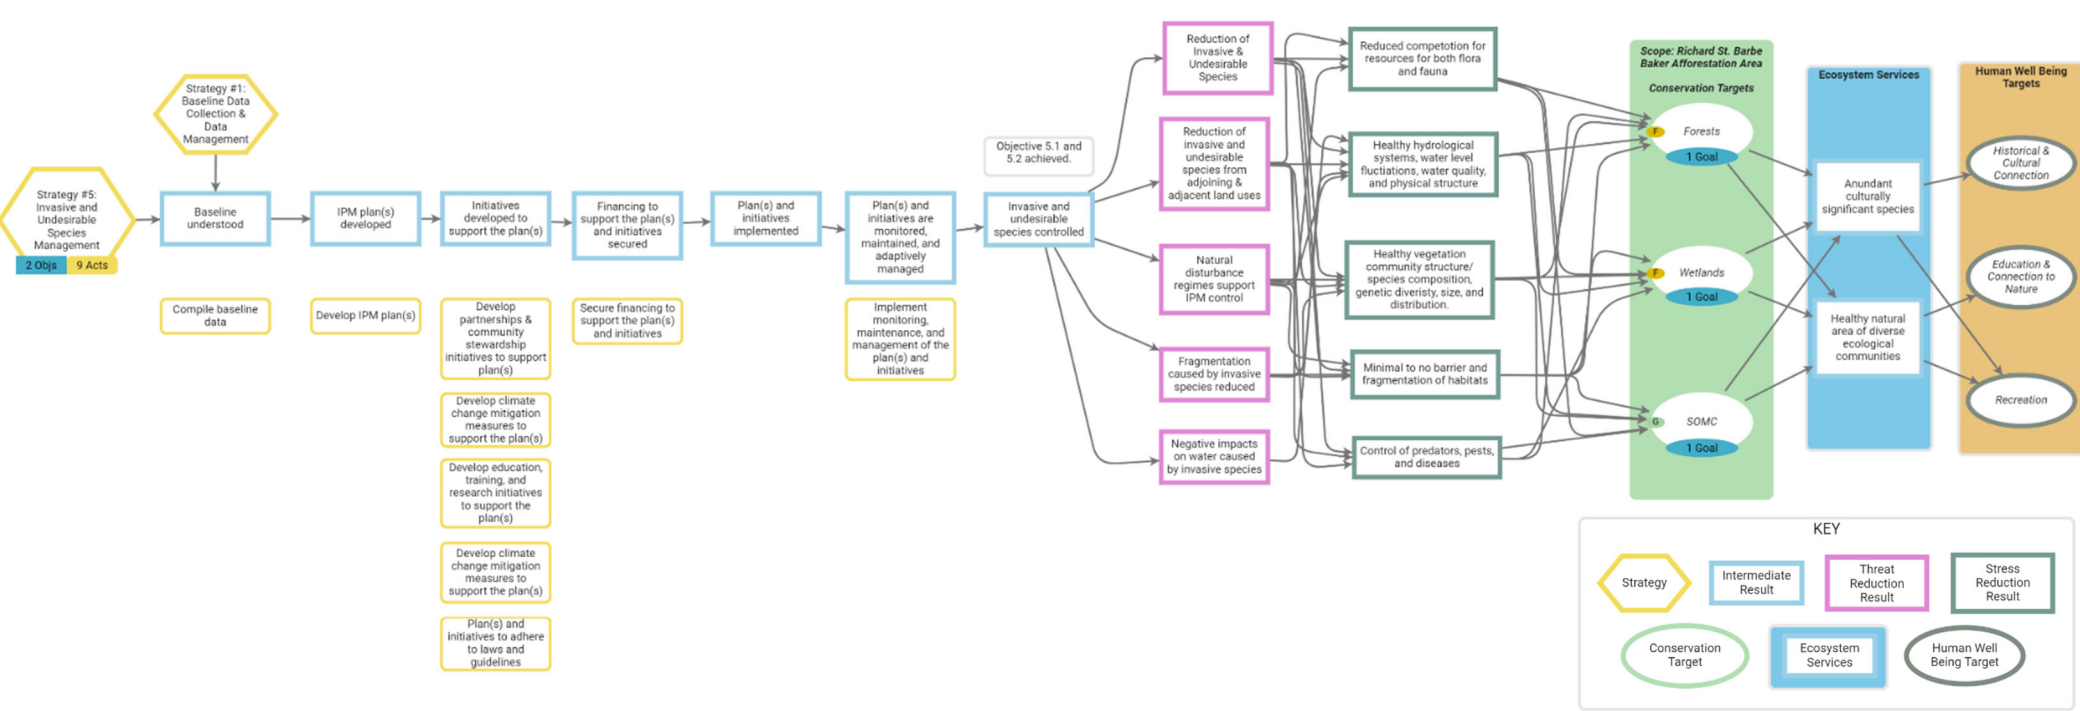 Strategy #1:
Baseline Data
Collection &
Data
Management
Strategy #5:
Invasive and
Undesirable
Species
Management
2 Objs
9 Acts
Baseline
understood
IPM plan(s)
developed
Initiatives
developed to
support the plan(s)
Financing to
support the plan(s)
and initiatives
secured
Plan(s) and
initiatives
implemented
Plan(s) and
initiatives are
monitored,
maintained, and
adaptively
managed
Objective 5.1 and
5.2 achieved.
Invasive and
undesirable
species controlled
Compile baseline
data
Develop IPM plan(s)
Develop
partnerships &
community
stewardship
initiatives to support
plan(s)
Develop climate
change mitigation
measures to
support the plan(s)
Develop education,
training, and
research initiatives
to support the
plan(s)
Develop climate
change mitigation
measures to
support the plan(s)
Plan(s) and
initiatives to adhere
to laws and
guidelines
Secure financing to
support the plan(s)
and initiatives
Implement
monitoring,
maintenance, and
management of the
plan(s) and
initiatives
Reduction of
Invasive &
Undesirable
Species
Reduction of
invasive and
undesirable
species from
adjoining &
adjacent land uses
Natural
disturbance
regimes support
IPM control
Fragmentation
caused by invasive
species reduced
Negative impacts
on water caused
by invasive species
Reduced competotion for
resources for both flora
and fauna
Healthy hydrological
systems, water level
fluctiations, water quality,
and physical structure
Healthy vegetation
community structure/
species composition,
genetic diveristy, size, and
distribution.
Minimal to no barrier and
fragmentation of habitats
Control of predators, pests,
and diseases
Scope: Richard St. Barbe
Baker Afforestation Area
Conservation Targets
F
Forests
1 Goal
F
Wetlands
1 Goal
G
SOMC
1 Goal
Ecosystem Services
Anundant
culturally
significant species
Healthy natural
area of diverse
ecological
communities
Human Well Being
Targets
Historical &
Cultural
Connection
Education &
Connection to
Nature
Recreation
KEY
Strategy
Intermediate
Result
Threat
Reduction
Result
Stress
Reduction
Result
Conservation
Target
Ecosystem
Services
Human Well
Being Target